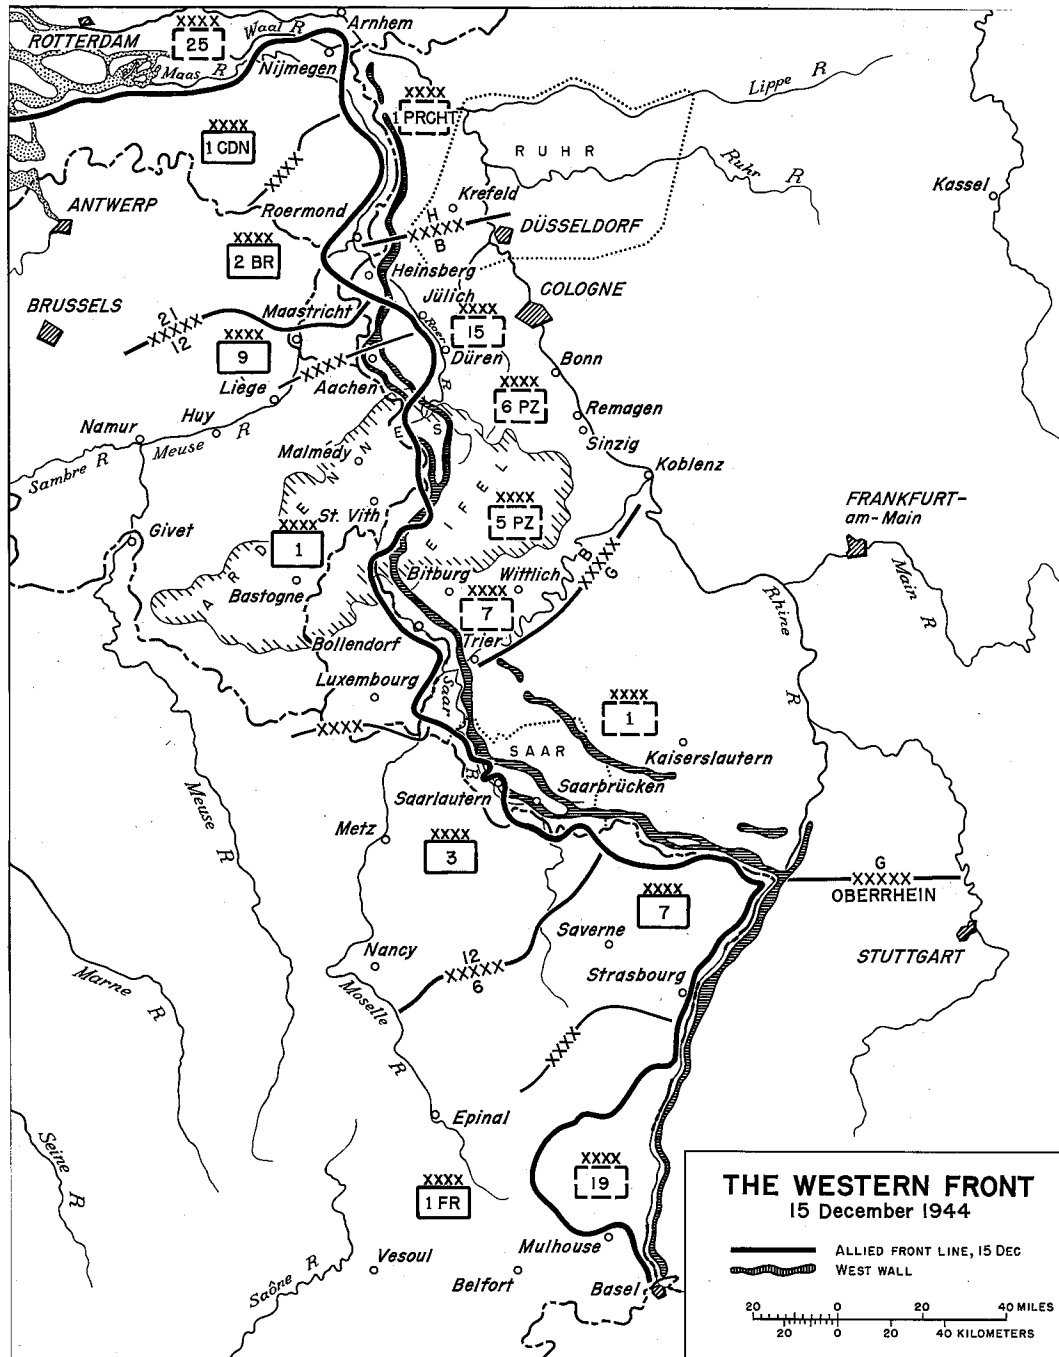 Arnhem
XXXX
25
Waal R
ROTTERDAM
Nijmegen
Maas R
Lippe R
XXXX
1 PRCHT
XXXX
1 CDN
XXXX
RUHR
Ruhr R
Kassel
ANTWERP
Roermond
Krefeld
H
XXXXX
B
DÜSSELDORF
XXXX
2 BR
Heinsberg
Jülich
COLOGNE
BRUSSELS
Maastricht
21
XXXXX
12
Roer R
XXXX
15
XXXX
9
XXXX
Düren
Bonn
Liège
Aachen
XXXX
6 PZ
Huy
Remagen
Namur
Meuse R
Sinzig
Sambre R
Malmédy
Koblenz
ARDENNES
EIFEL
XXXX
5 PZ
St. Vith
FRANKFURT-
am-Main
Givet
XXXX
1
B
XXXXX
G
Main R
Bastogne
Bitburg
Wittlich
XXXX
7
Rhine R
Bollendorf
Trier
Luxembourg
Saar R
XXXX
XXXX
1
SAAR
Kaiserslautern
Saarbrücken
Saarlautern
Meuse R
Metz
XXXX
3
G
XXXXX
OBERRHEIN
XXXX
7
Saverne
STUTTGART
Nancy
12
XXXXX
6
Strasbourg
Marne R
Moselle R
XXXX
Epinal
Seine R
XXXX
19
XXXX
1 FR
Mulhouse
Vesoul
Belfort
Basel
Saône R
THE WESTERN FRONT
15 December 1944
ALLIED FRONT LINE, 15 DEC
WEST WALL
20 0 20 40 MILES
20 0 20 40 KILOMETERS